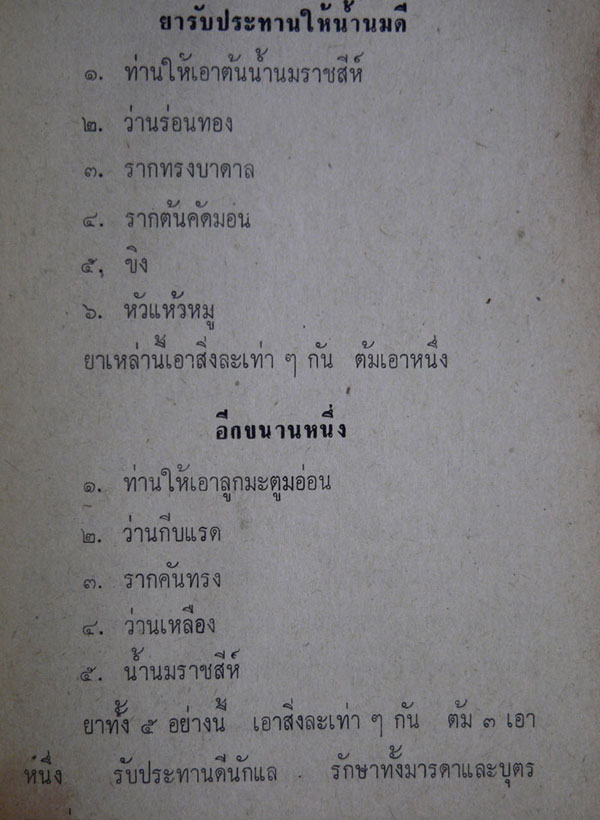 ยารับประทานให้น้ำนมดี
๑. ท่านให้เอาต้นน้ำนมราชสีห์
๒. ว่านร่อนทอง
๓. รากทรงบาดาล
๔. รากต้นคัดมอน
๕, ขิง
๖. หัวแห้วหมู
ยาเหล่านี้เอาสิ่งละเท่า ๆ กัน ต้มเอาหนึ่ง
อีกขนานหนึ่ง
๑. ท่านให้เอาลูกมะตูมอ่อน
๒. ว่านกีบแรด
๓. รากคันทรง
๔. ว่านเหลือง
๕. น้ำนมราชสีห์
ยาทั้ง ๕ อย่างนี้ เอาสิ่งละเท่า ๆ กัน ต้ม ๓ เอา
หนึ่ง รับประทานดีนักแล รักษาทั้งมารดาและบุตร